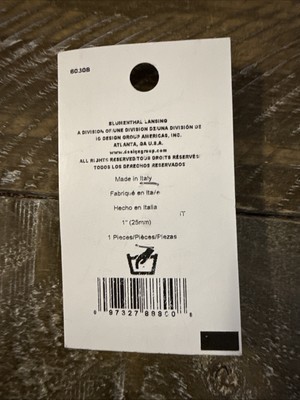 80308
BLUMENTHAL LANSING
A DIVISION OF/UNE DIVISION DE/UNA DIVISIÓN DE
IG DESIGN GROUP AMERICAS, INC.
ATLANTA, GA U.S.A.
www.designgroup.com
ALL RIGHTS RESERVED/TOUS DROITS RÉSERVÉS/
TODOS LOS DERECHOS RESERVADOS
Made in Italy
Fabriqué en Italie
Hecho en Italia
IT
1" (25mm)
1 Pieces/Pièces/Piezas